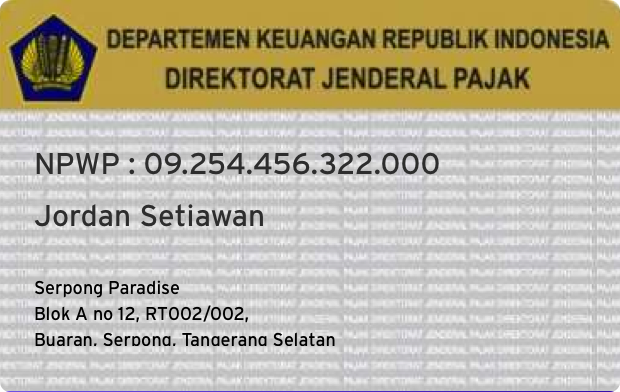 DEPARTEMEN KEUANGAN REPUBLIK INDONESIA
DIREKTORAT JENDERAL PAJAK
NPWP : 09.254.456.322.000
Jordan Setiawan
Serpong Paradise
Blok A no 12, RT002/002,
Buaran, Serpong, Tangerang Selatan